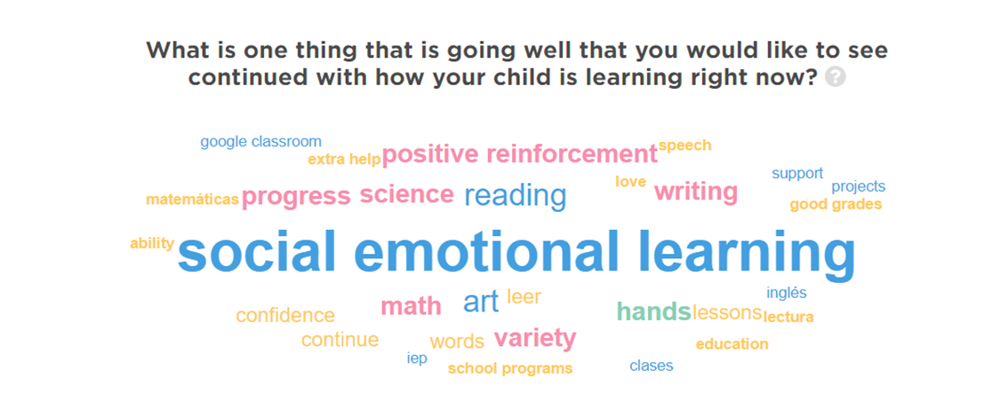 What is one thing that is going well that you would like to see
continued with how your child is learning right now? ?
google classroom
extra help positive reinforcement speech
matemáticas progress science reading love writing support projects
good grades
ability social emotional learning
inglés
confidence math art leer hands lessons lectura
continue words variety education
iep school programs clases